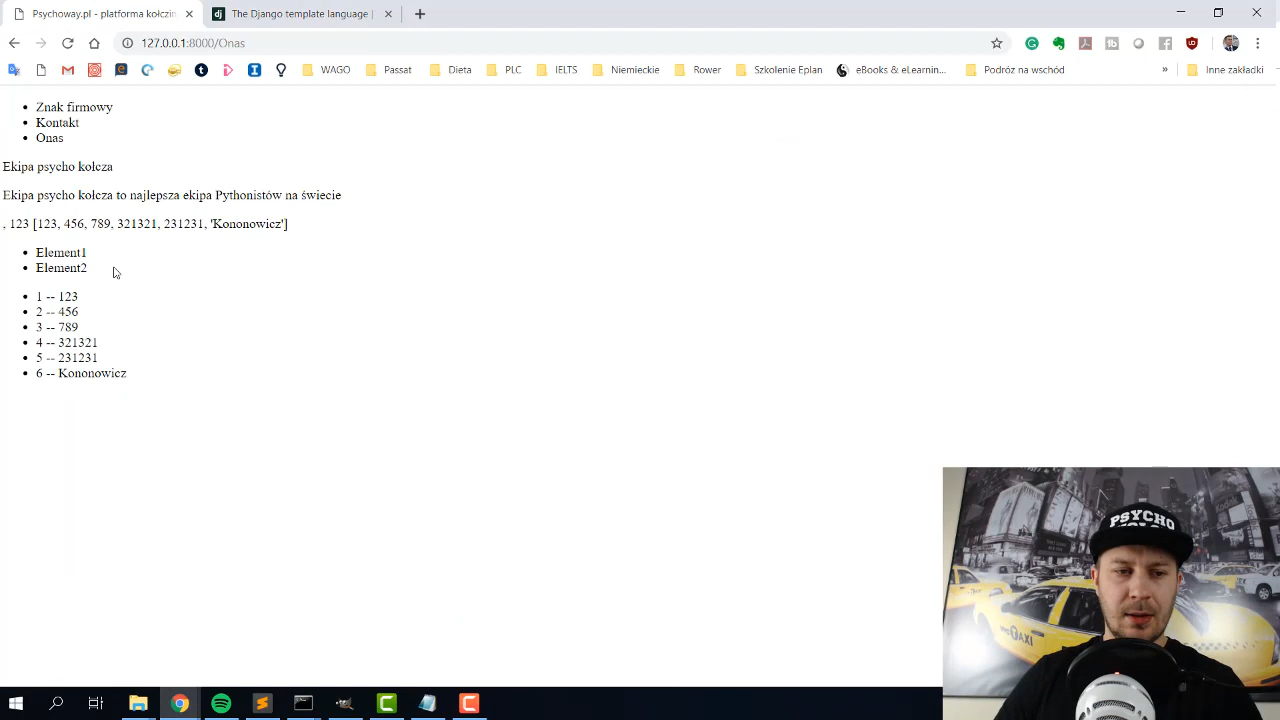 Psychoway.pl - platforma kołczin
The Django template language |
127.0.0.1:8000/Onas
WAGO
Passat
Dieta
PLC
IELTS
Niemieckie
Rower
Szkolenie Eplan
eBooks & eLearnin...
Podróż na wschód
»
Inne zakładki
Znak firmowy
Kontakt
Onas
Ekipa psycho kołcza
Ekipa psycho kołcza to najlepsza ekipa Pythonistów na świecie
, 123 [123, 456, 789, 321321, 231231, 'Kononowicz']
Element1
Element2
1 -- 123
2 -- 456
3 -- 789
4 -- 321321
5 -- 231231
6 -- Kononowicz
PSYCHO
TAXI